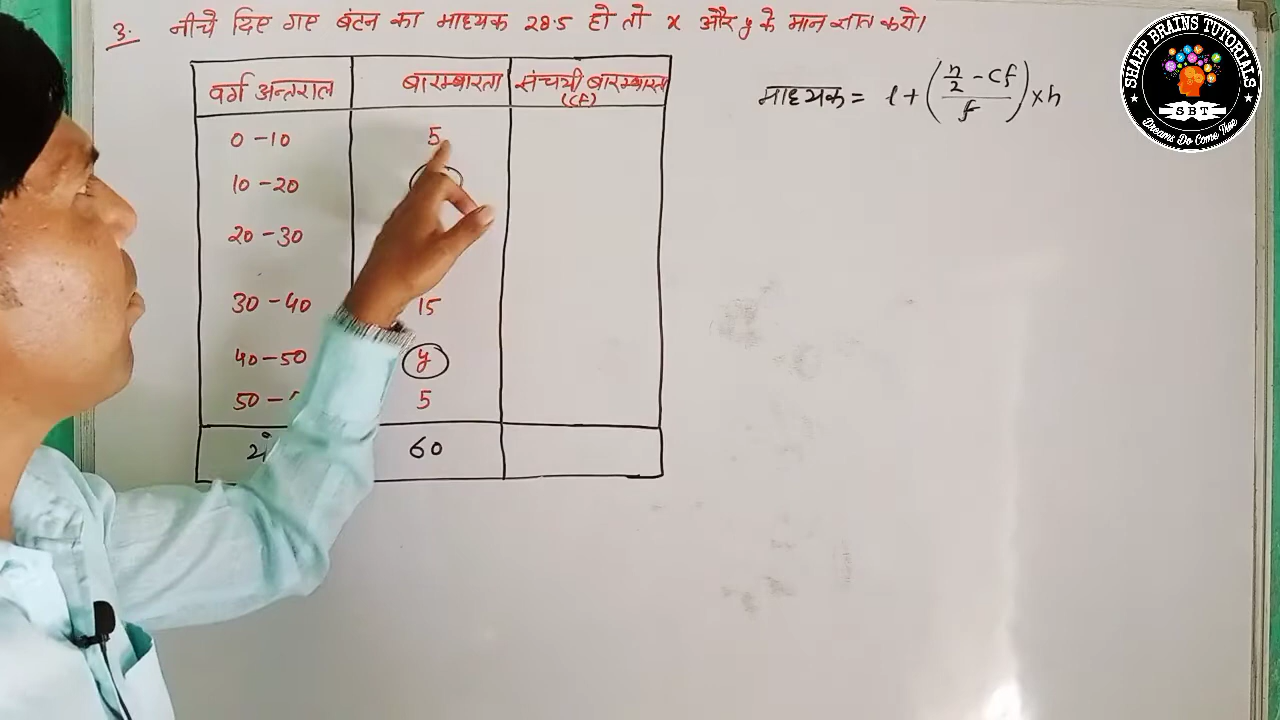 3. नीचे दिए गए बंटन का माध्यक 28.5 हो तो x और y के मान ज्ञात करो।
वर्ग अन्तराल बारम्बारता संचयी बारम्बारता
(cf)
माध्यक = l + ( (n/2 - cf) / f ) × h
0 - 10 5
10 - 20
20 - 30
30 - 40 15
40 - 50 y
50 - 5
60
SHARP BRAINS TUTORIALS
SBT
Dreams Do Come True